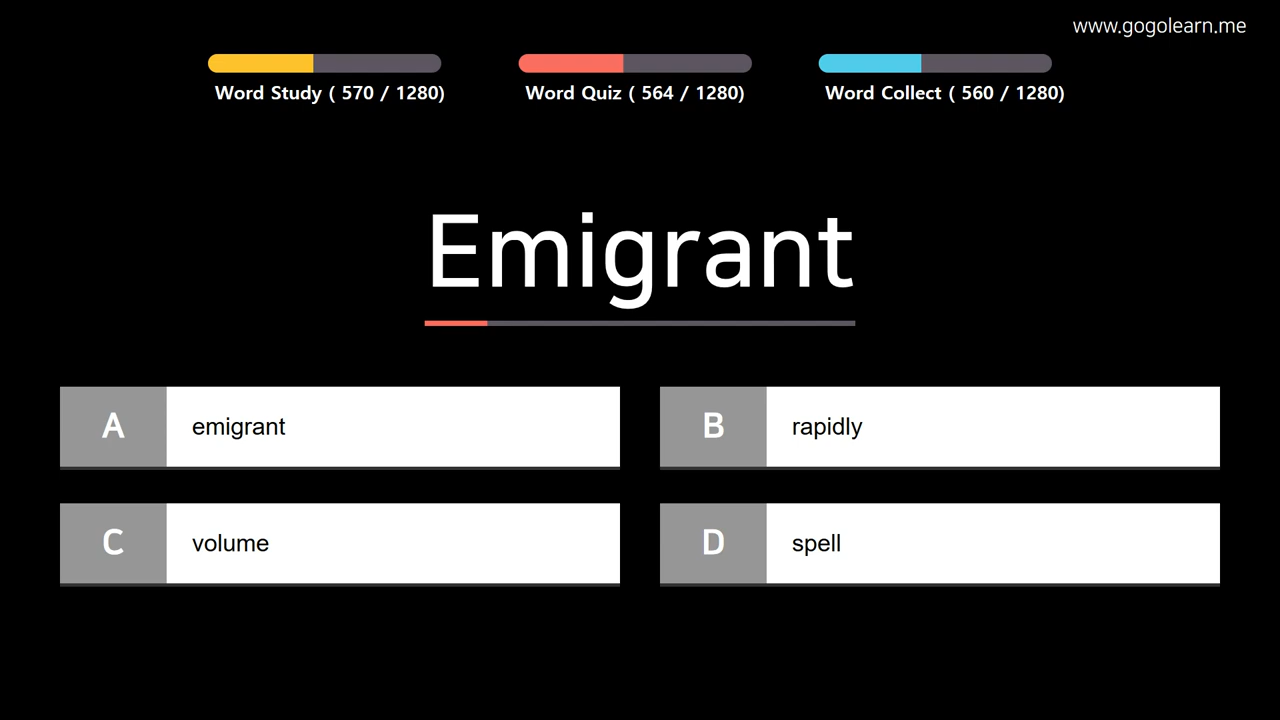 www.gogolearn.me
Word Study ( 570 / 1280)
Word Quiz ( 564 / 1280)
Word Collect ( 560 / 1280)
Emigrant
A emigrant
B rapidly
C volume
D spell